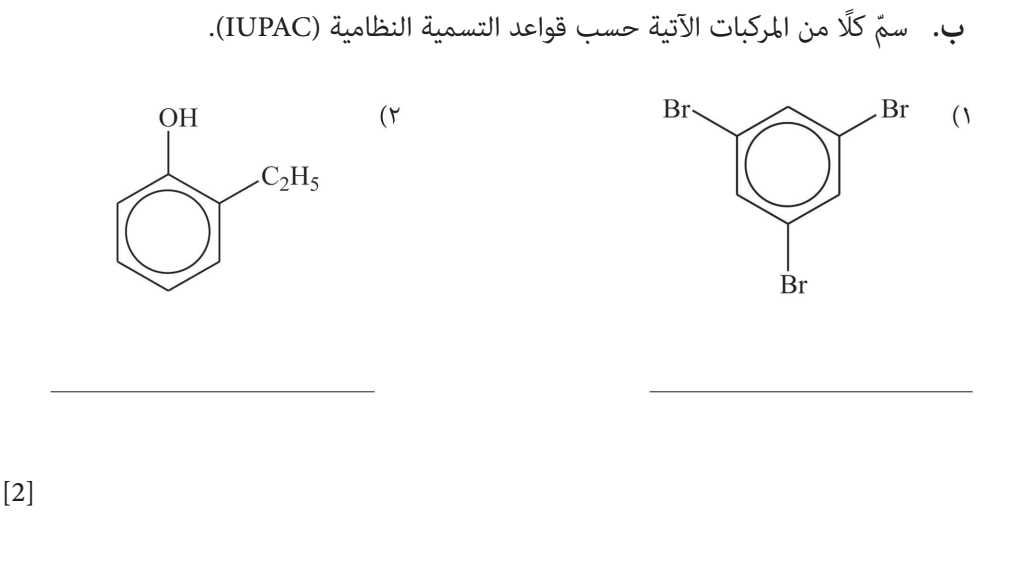 ب. سمّ كلًا من المركبات الآتية حسب قواعد التسمية النظامية (IUPAC).
(١
Br
Br
Br
(٢
OH
C₂H₅
[2]